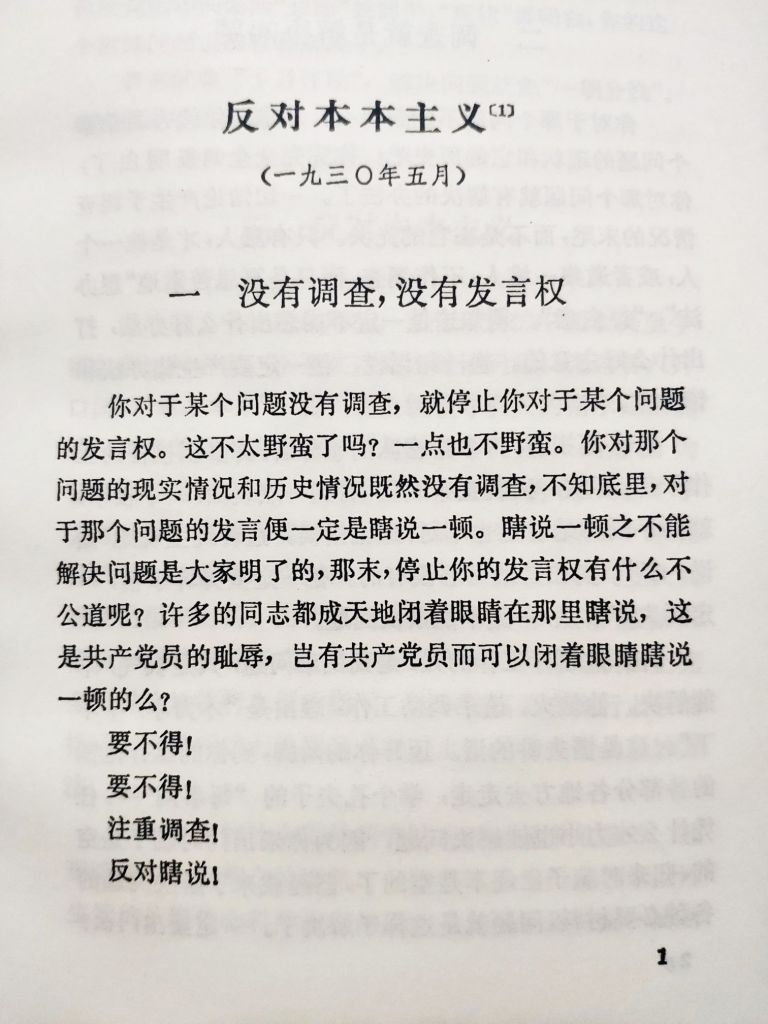 反对本本主义〔1〕
（一九三〇年五月）
一 没有调查，没有发言权
你对于某个问题没有调查，就停止你对于某个问题
的发言权。这不太野蛮了吗？一点也不野蛮。你对那个
问题的现实情况和历史情况既然没有调查，不知底里，对
于那个问题的发言便一定是瞎说一顿。瞎说一顿之不能
解决问题是大家明了的，那末，停止你的发言权有什么不
公道呢？许多的同志都成天地闭着眼睛在那里瞎说，这
是共产党员的耻辱，岂有共产党员而可以闭着眼睛瞎说
一顿的么？
要不得！
要不得！
注重调查！
反对瞎说！
1